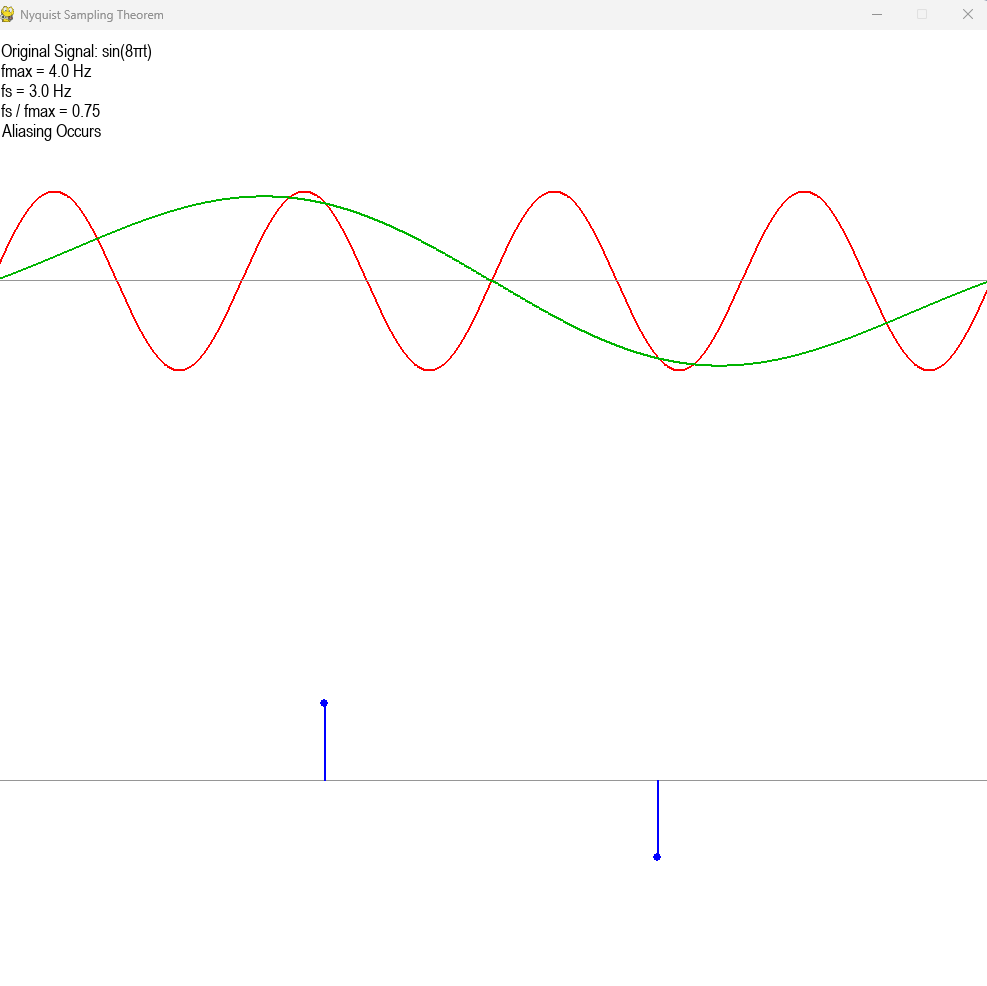 Nyquist Sampling Theorem
Original Signal: sin(8πt)
fmax = 4.0 Hz
fs = 3.0 Hz
fs / fmax = 0.75
Aliasing Occurs